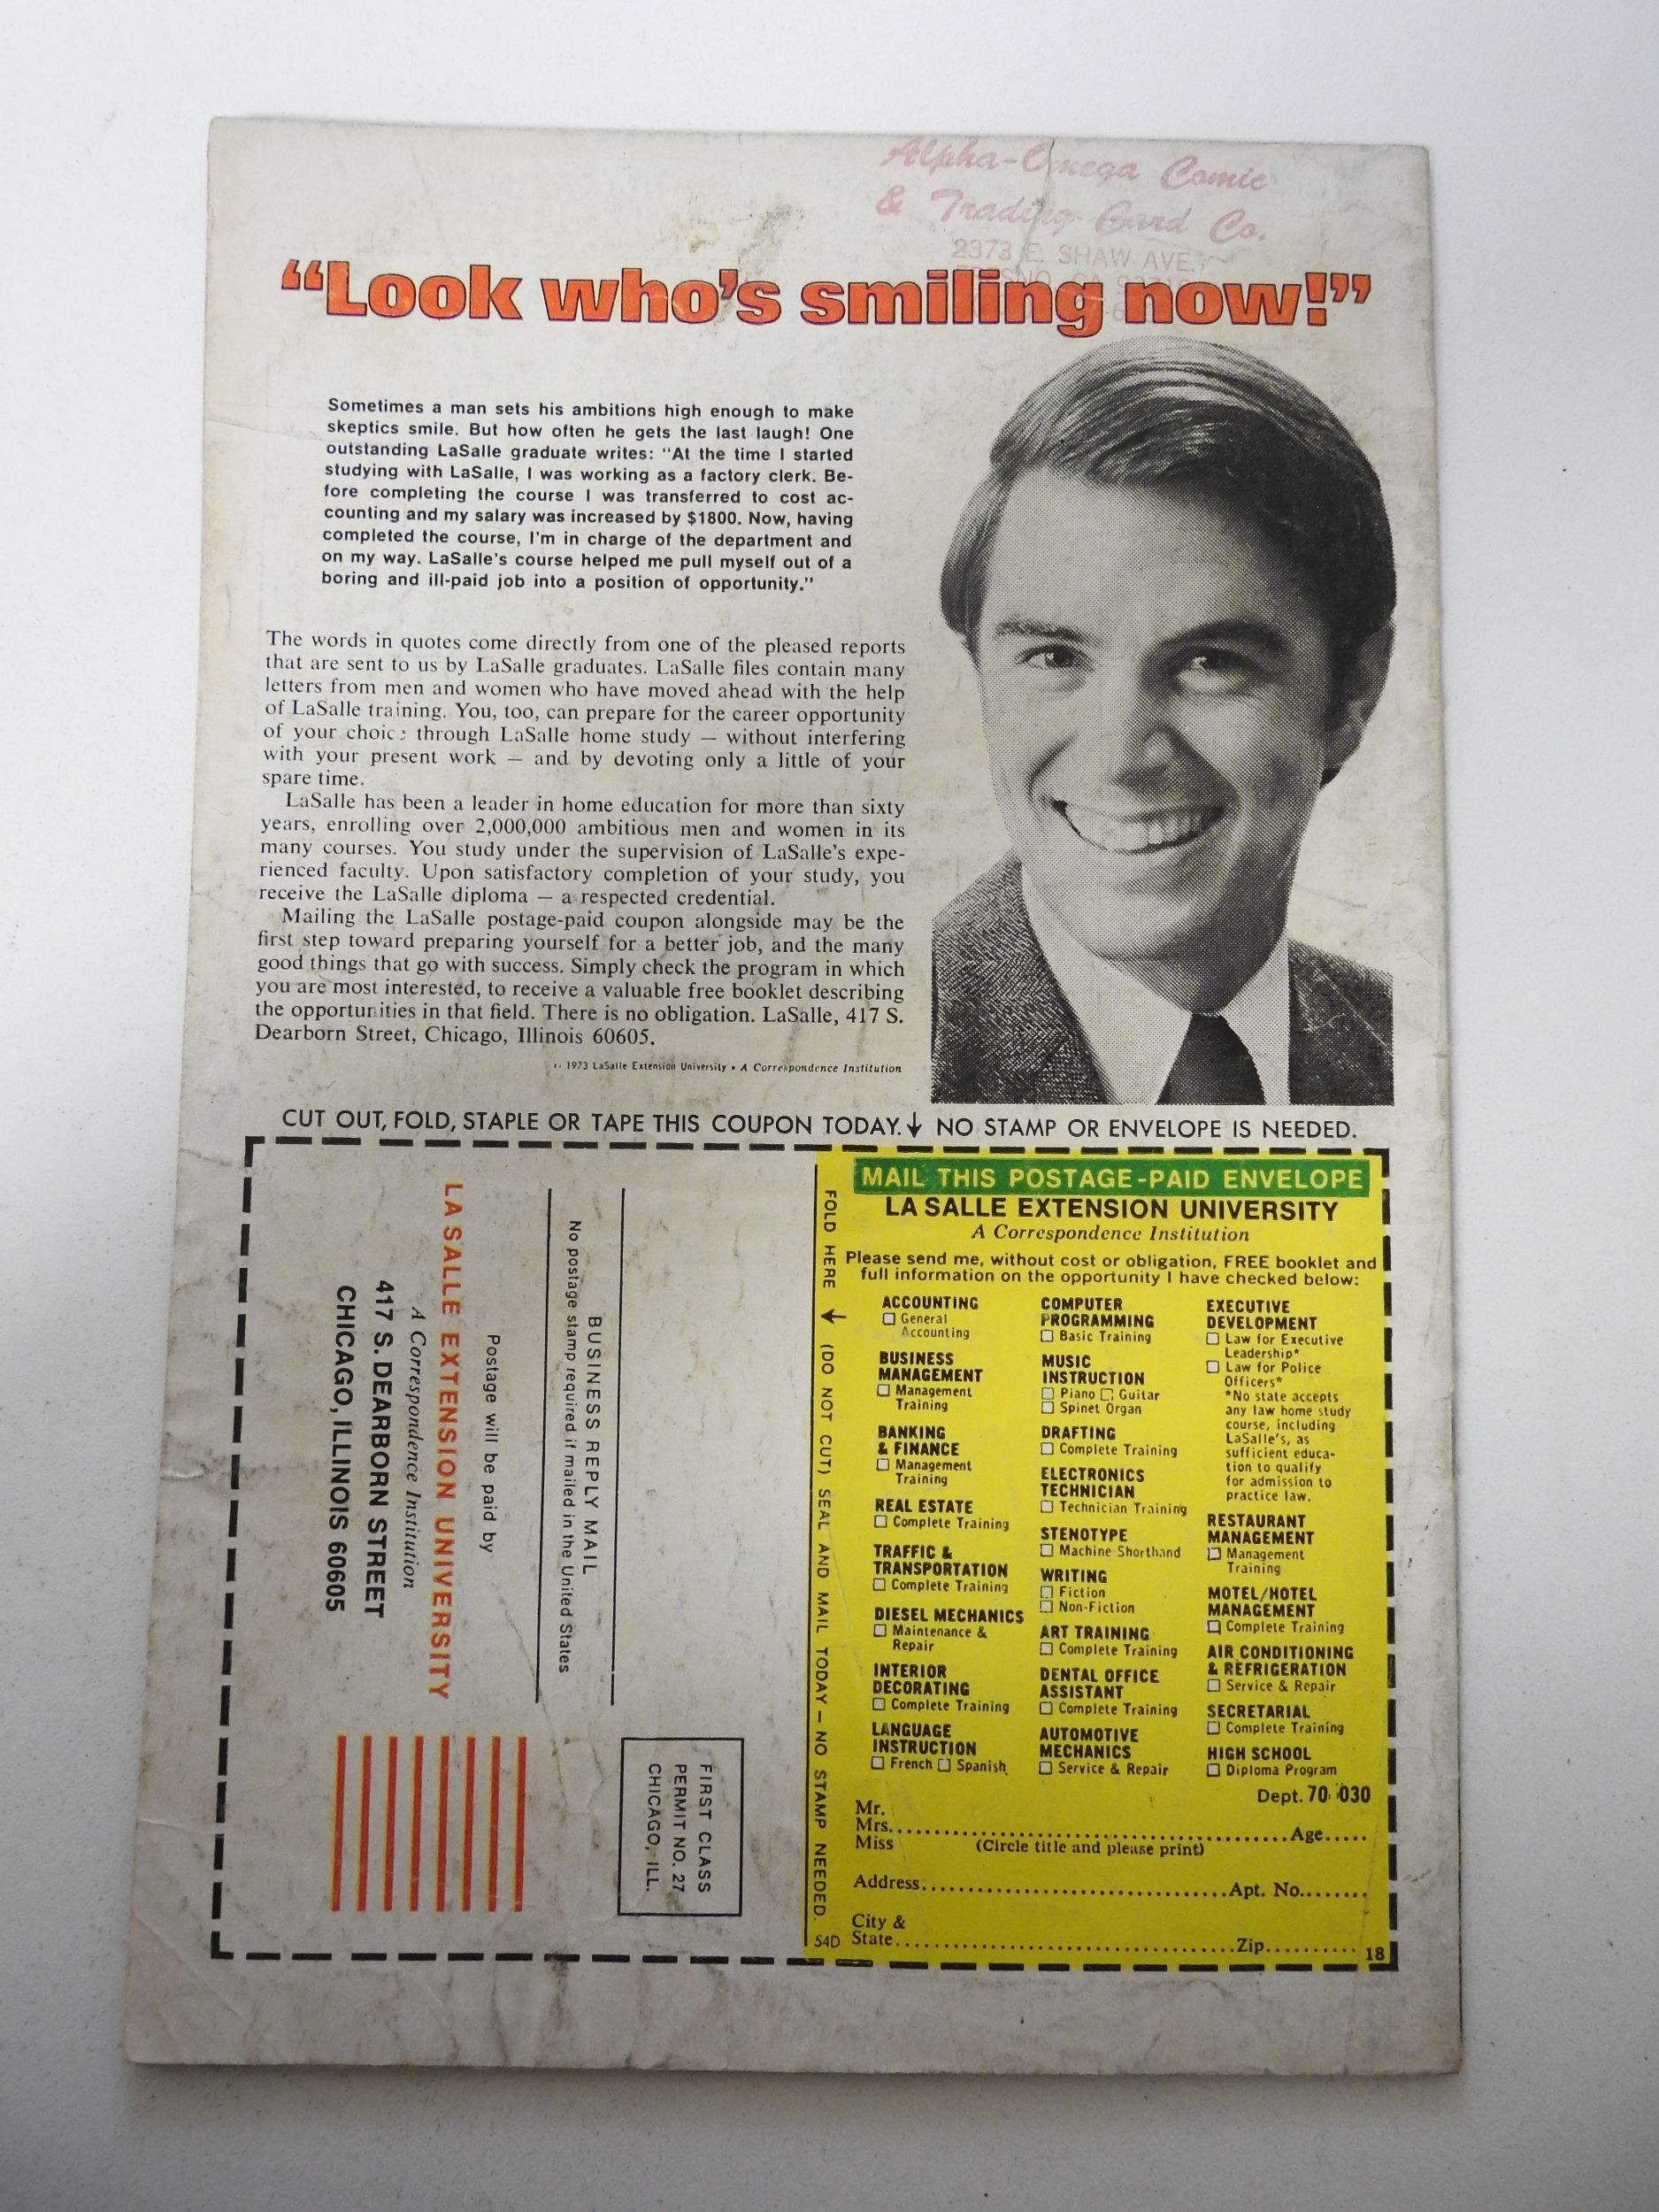 Alpha-Omega Comic
& Trading Card Co.
2373 E. SHAW AVE.
“Look who’s smiling now!”
Sometimes a man sets his ambitions high enough to make
skeptics smile. But how often he gets the last laugh! One
outstanding LaSalle graduate writes: “At the time I started
studying with LaSalle, I was working as a factory clerk. Be-
fore completing the course I was transferred to cost ac-
counting and my salary was increased by $1800. Now, having
completed the course, I’m in charge of the department and
on my way. LaSalle’s course helped me pull myself out of a
boring and ill-paid job into a position of opportunity.”
The words in quotes come directly from one of the pleased reports
that are sent to us by LaSalle graduates. LaSalle files contain many
letters from men and women who have moved ahead with the help
of LaSalle training. You, too, can prepare for the career opportunity
of your choice through LaSalle home study — without interfering
with your present work — and by devoting only a little of your
spare time.
LaSalle has been a leader in home education for more than sixty
years, enrolling over 2,000,000 ambitious men and women in its
many courses. You study under the supervision of LaSalle’s expe-
rienced faculty. Upon satisfactory completion of your study, you
receive the LaSalle diploma — a respected credential.
Mailing the LaSalle postage-paid coupon alongside may be the
first step toward preparing yourself for a better job, and the many
good things that go with success. Simply check the program in which
you are most interested, to receive a valuable free booklet describing
the opportunities in that field. There is no obligation. LaSalle, 417 S.
Dearborn Street, Chicago, Illinois 60605.
© 1973 LaSalle Extension University • A Correspondence Institution
CUT OUT, FOLD, STAPLE OR TAPE THIS COUPON TODAY. ↓ NO STAMP OR ENVELOPE IS NEEDED.
FIRST CLASS
PERMIT NO. 27
CHICAGO, ILL.
BUSINESS REPLY MAIL
No postage stamp required if mailed in the United States
Postage will be paid by
LA SALLE EXTENSION UNIVERSITY
A Correspondence Institution
417 S. DEARBORN STREET
CHICAGO, ILLINOIS 60605
FOLD HERE ↓ (DO NOT CUT) SEAL AND MAIL TODAY — NO STAMP NEEDED.
MAIL THIS POSTAGE-PAID ENVELOPE
LA SALLE EXTENSION UNIVERSITY
A Correspondence Institution
Please send me, without cost or obligation, FREE booklet and
full information on the opportunity I have checked below:
ACCOUNTING
☐ General
Accounting
BUSINESS
MANAGEMENT
☐ Management
Training
BANKING
& FINANCE
☐ Management
Training
REAL ESTATE
☐ Complete Training
TRAFFIC &
TRANSPORTATION
☐ Complete Training
DIESEL MECHANICS
☐ Maintenance &
Repair
INTERIOR
DECORATING
☐ Complete Training
LANGUAGE
INSTRUCTION
☐ French ☐ Spanish
COMPUTER
PROGRAMMING
☐ Basic Training
MUSIC
INSTRUCTION
☐ Piano ☐ Guitar
☐ Spinet Organ
DRAFTING
☐ Complete Training
ELECTRONICS
TECHNICIAN
☐ Technician Training
STENOTYPE
☐ Machine Shorthand
WRITING
☐ Fiction
☐ Non-Fiction
ART TRAINING
☐ Complete Training
DENTAL OFFICE
ASSISTANT
☐ Complete Training
AUTOMOTIVE
MECHANICS
☐ Service & Repair
EXECUTIVE
DEVELOPMENT
☐ Law for Executive
Leadership*
☐ Law for Police
Officers*
*No state accepts
any law home study
course, including
LaSalle’s, as
sufficient educa-
tion to qualify
for admission to
practice law.
RESTAURANT
MANAGEMENT
☐ Management
Training
MOTEL/HOTEL
MANAGEMENT
☐ Complete Training
AIR CONDITIONING
& REFRIGERATION
☐ Service & Repair
SECRETARIAL
☐ Complete Training
HIGH SCHOOL
☐ Diploma Program
Dept. 70-030
Mr.
Mrs. Age
Miss (Circle title and please print)
Address Apt. No.
City &
State Zip
54D
18